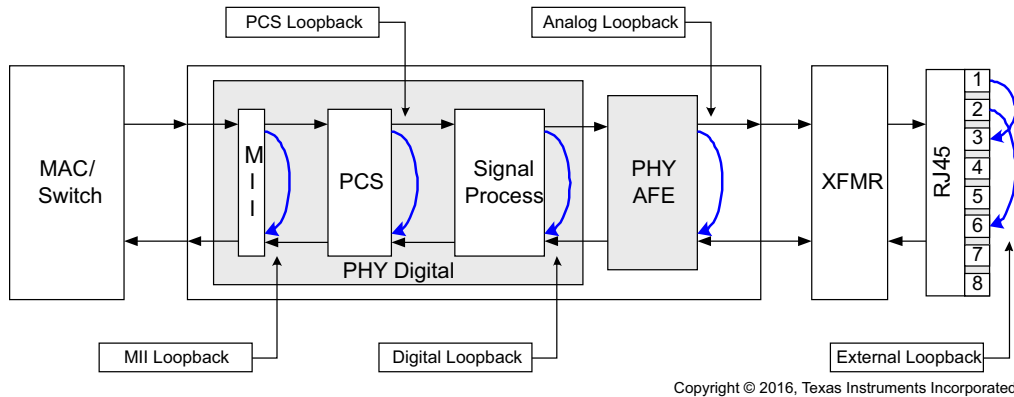 PCS Loopback
Analog Loopback
MAC/
Switch
M
I
I
PCS
Signal
Process
PHY
AFE
XFMR
RJ45
1
2
3
4
5
6
7
8
PHY Digital
MII Loopback
Digital Loopback
External Loopback
Copyright © 2016, Texas Instruments Incorporated